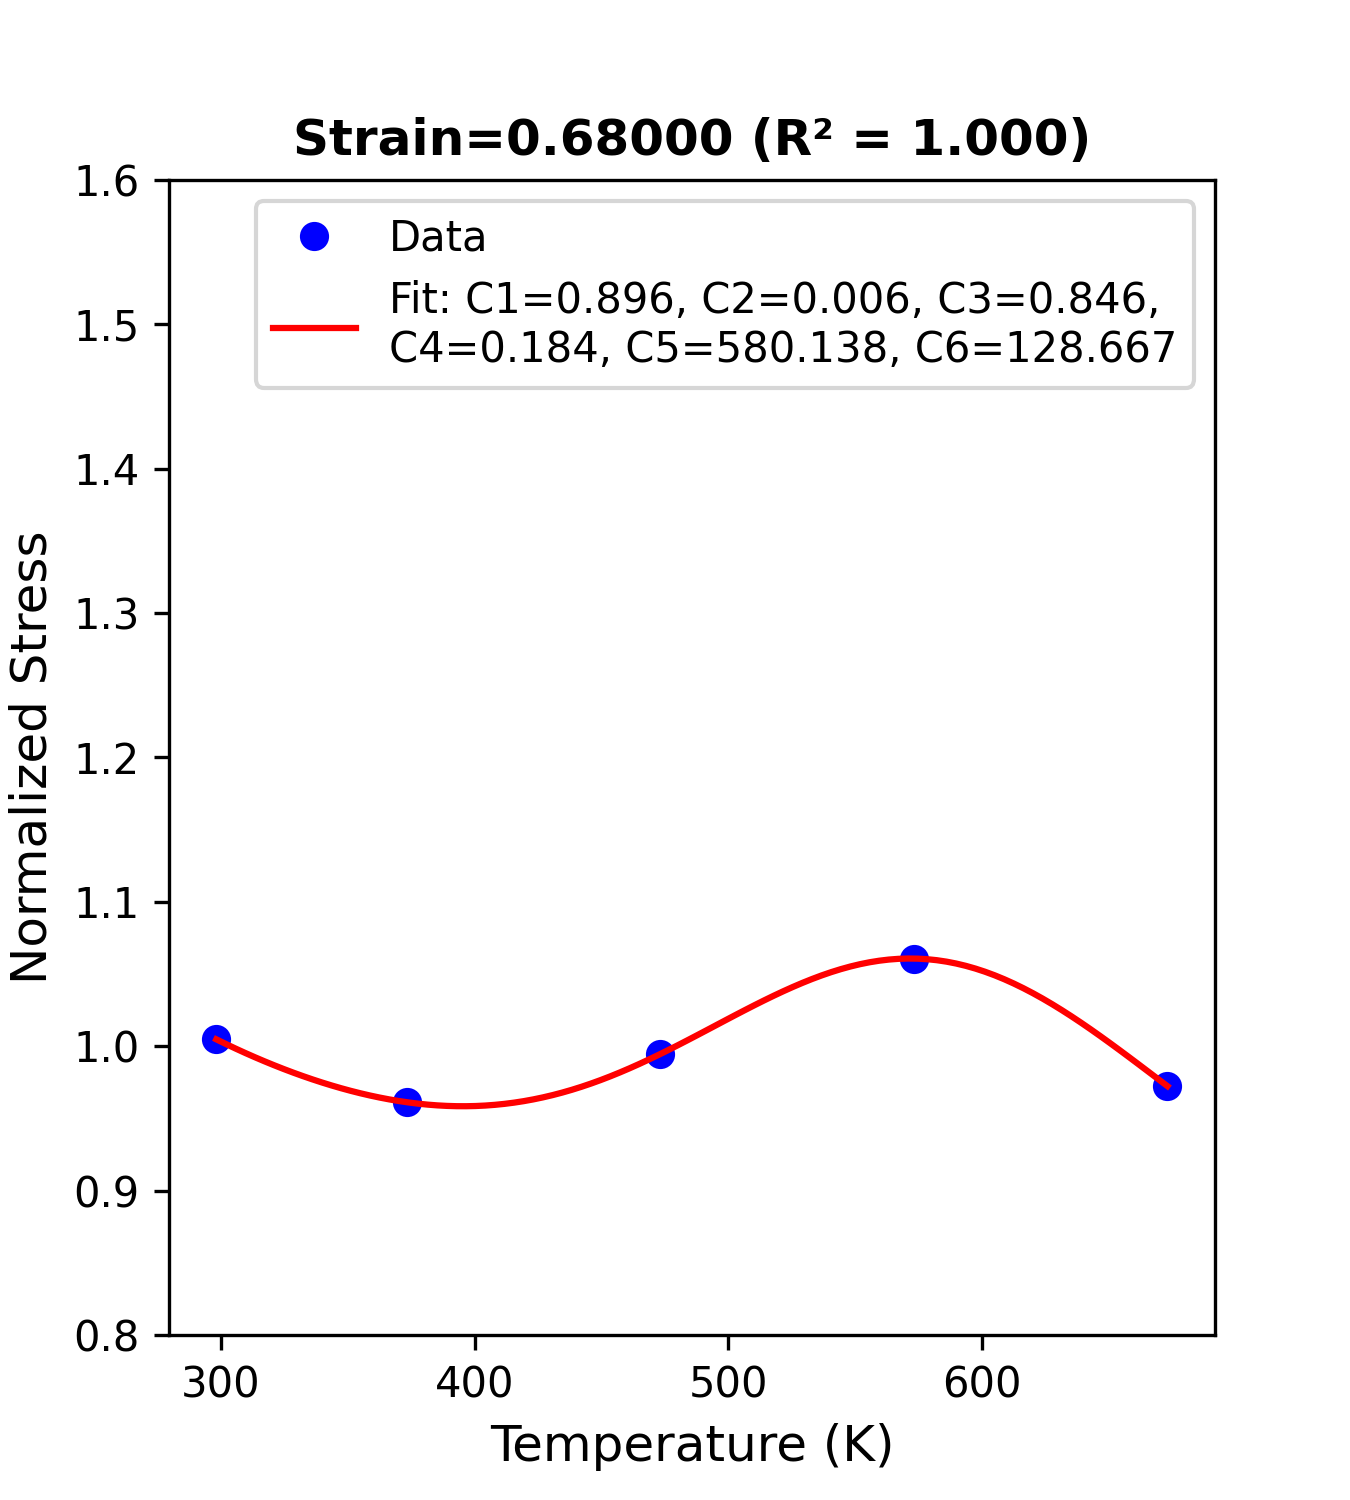 Strain=0.68000 (R² = 1.000)
1.6
1.5
1.4
1.3
1.2
1.1
1.0
0.9
0.8
Normalized Stress
Data
Fit: C1=0.896, C2=0.006, C3=0.846,
C4=0.184, C5=580.138, C6=128.667
300 400 500 600
Temperature (K)